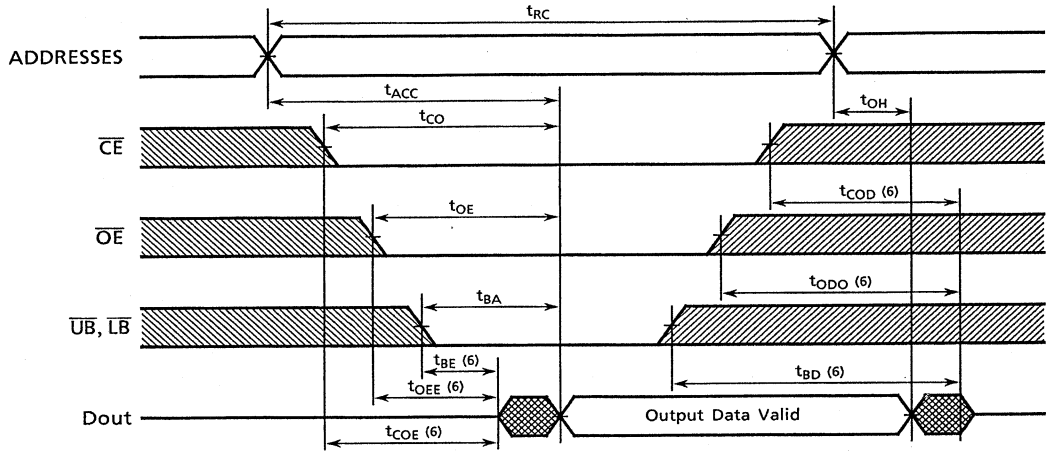 tRC
ADDRESSES
tACC
tOH
tCO
CE
tCOD (6)
tOE
OE
tODO (6)
tBA
UB, LB
tBE (6)
tBD (6)
tOEE (6)
Dout
Output Data Valid
tCOE (6)